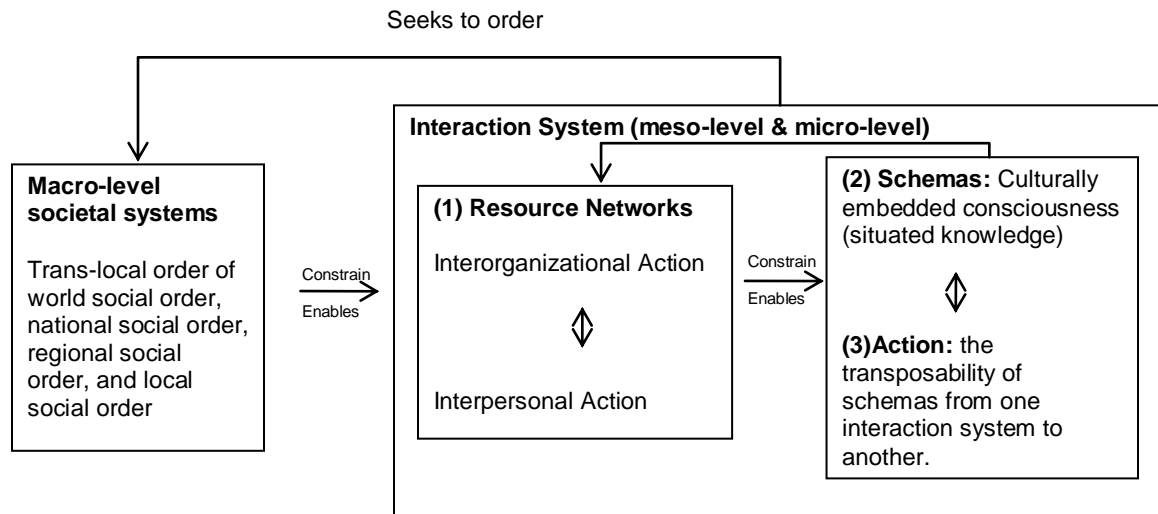 Seeks to order
Interaction System (meso-level & micro-level)
Macro-level
societal systems
Trans-local order of
world social order,
national social order,
regional social
order, and local
social order
Constrain
Enables
(1) Resource Networks
Interorganizational Action
Interpersonal Action
Constrain
Enables
(2) Schemas: Culturally
embedded consciousness
(situated knowledge)
(3)Action: the
transposability of
schemas from one
interaction system to
another.